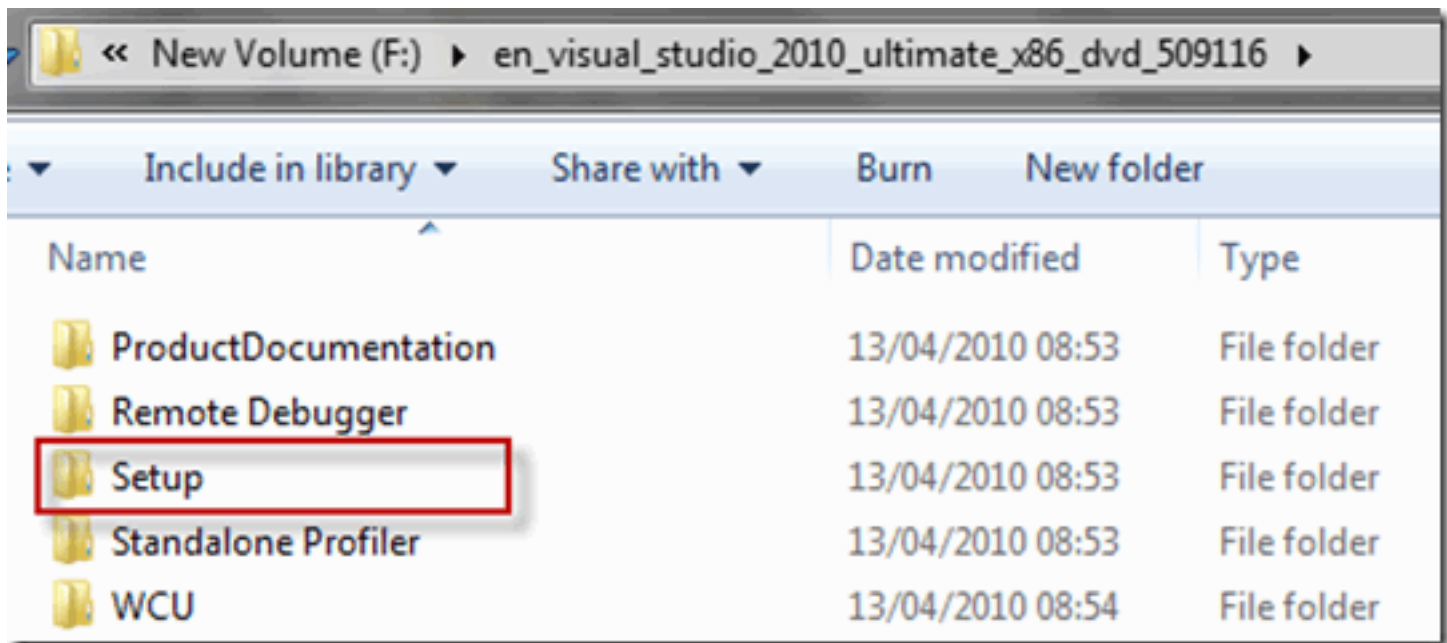 « New Volume (F:) ▸ en_visual_studio_2010_ultimate_x86_dvd_509116 ▸
Include in library ▾ Share with ▾ Burn New folder
Name Date modified Type
ProductDocumentation 13/04/2010 08:53 File folder
Remote Debugger 13/04/2010 08:53 File folder
Setup 13/04/2010 08:53 File folder
Standalone Profiler 13/04/2010 08:53 File folder
WCU 13/04/2010 08:54 File folder